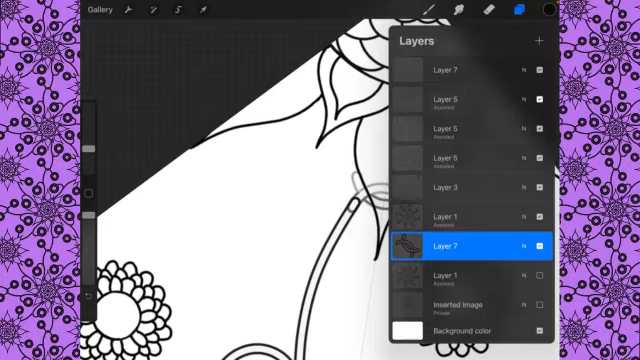 Gallery
Layers
Layer 7
N
Layer 5
Assisted
N
Layer 5
Assisted
N
Layer 5
Assisted
N
Layer 3
N
Layer 1
Assisted
N
Layer 7
N
Layer 1
Assisted
N
Inserted Image
Private
N
Background color